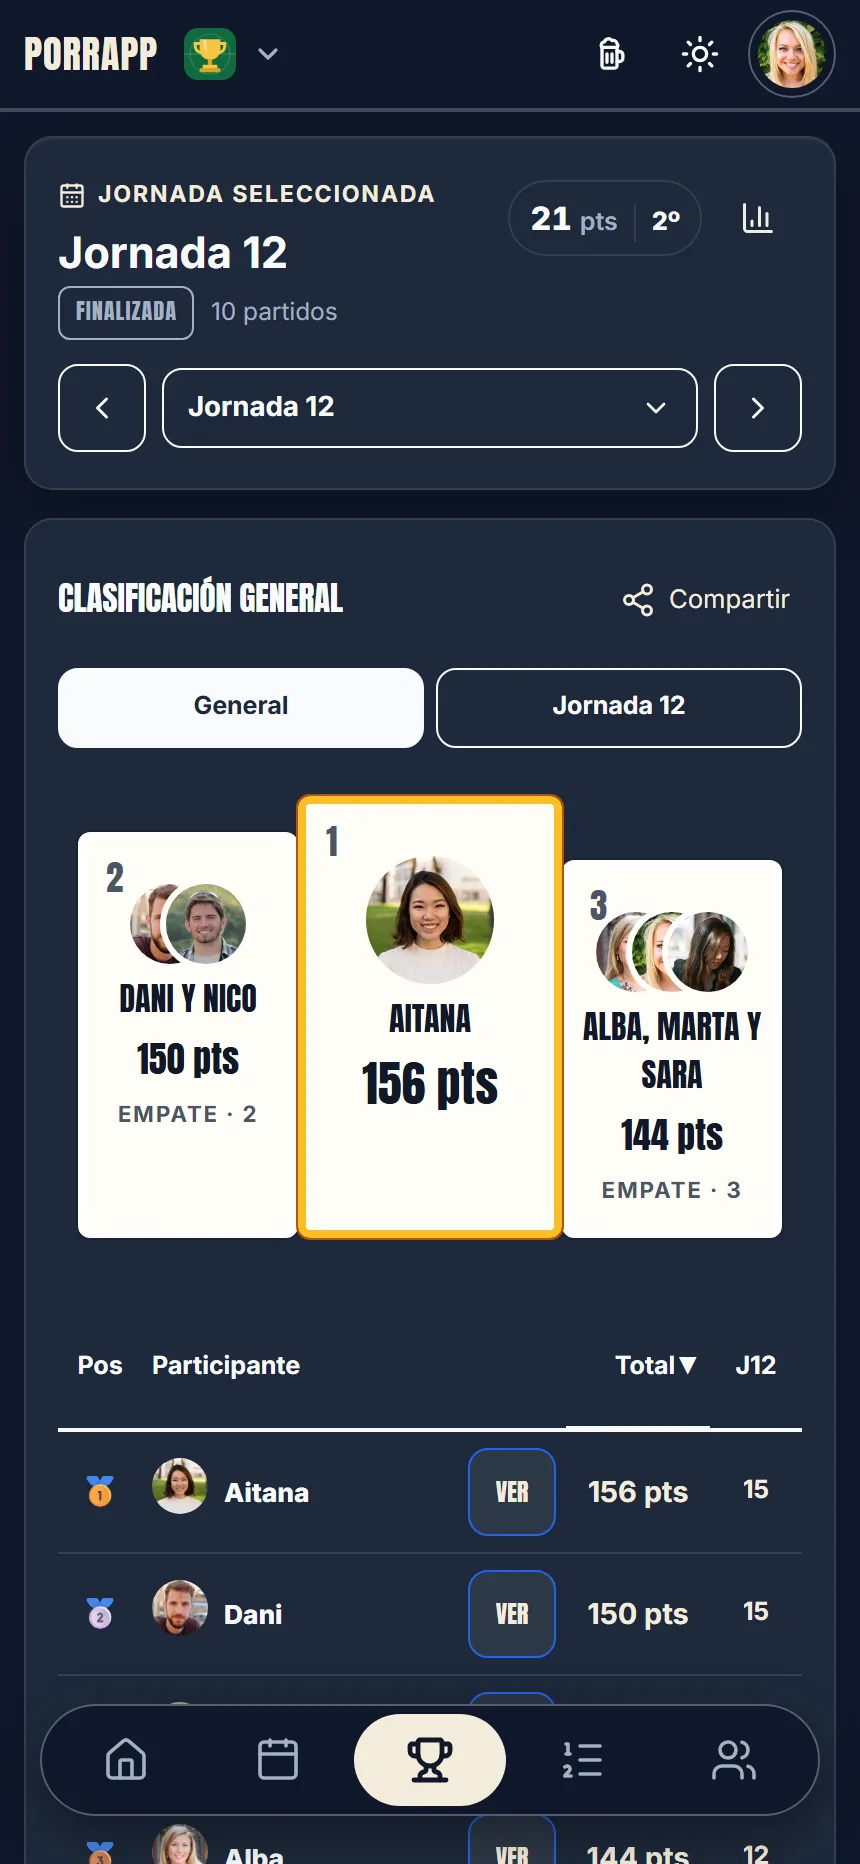 PORRAPP
JORNADA SELECCIONADA
Jornada 12
21 pts 2º
FINALIZADA 10 partidos
Jornada 12
CLASIFICACIÓN GENERAL
Compartir
General
Jornada 12
2
DANI Y NICO
150 pts
EMPATE · 2
1
AITANA
156 pts
3
ALBA, MARTA Y
SARA
144 pts
EMPATE · 3
Pos Participante Total▼ J12
1 Aitana VER 156 pts 15
2 Dani VER 150 pts 15
1
2
3 Alba VER 144 pts 12